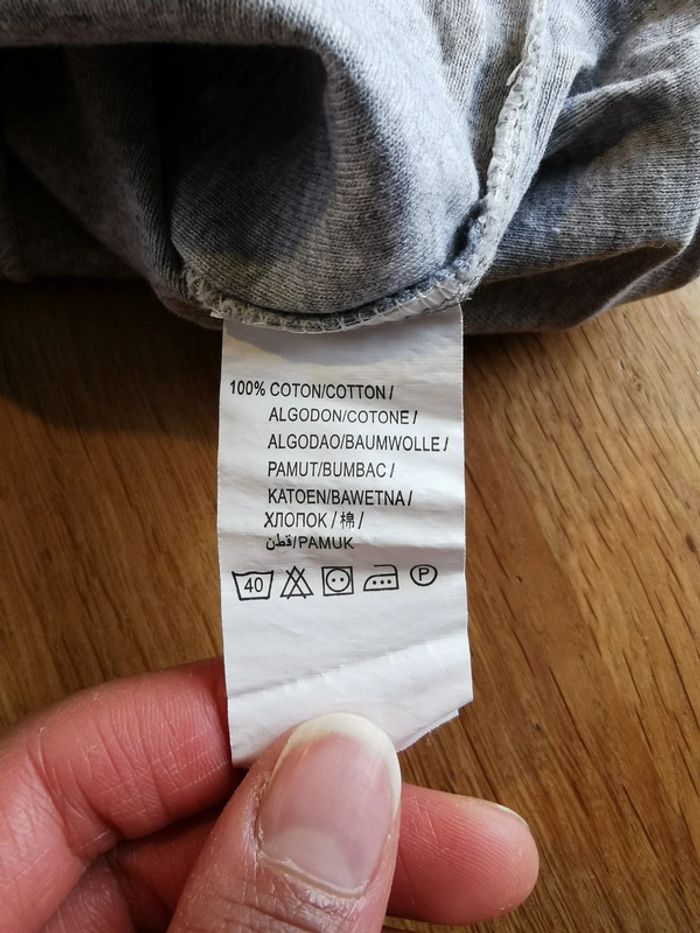 100% COTON/COTTON/
ALGODON/COTONE/
ALGODAO/BAUMWOLLE/
PAMUT/BUMBAC/
KATOEN/BAWETNA/
ХЛОПОК/棉/
قطن/PAMUK
40 P